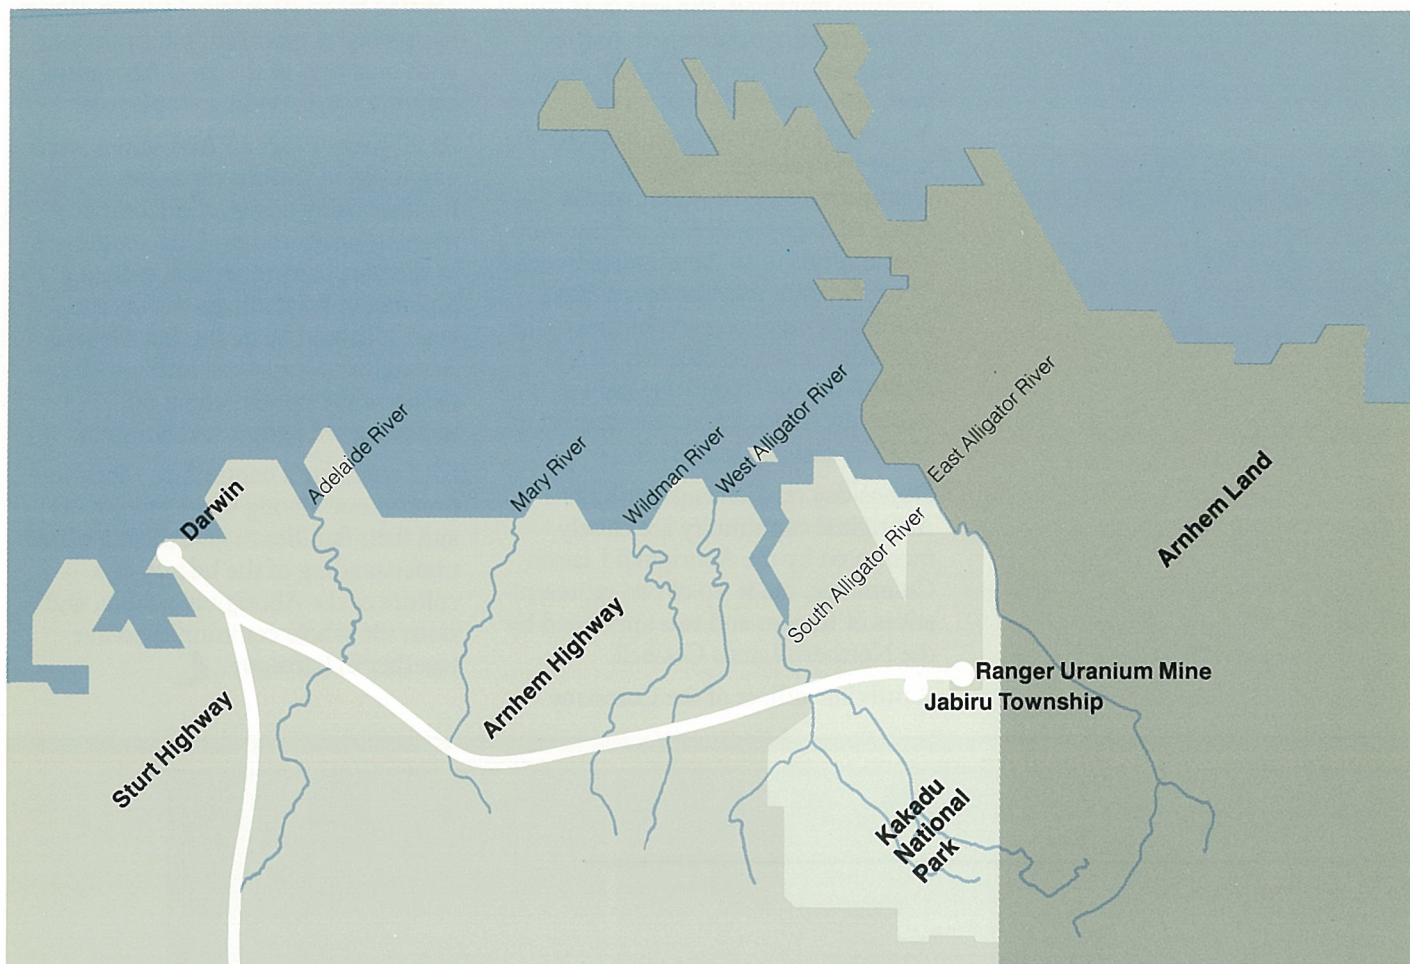 Darwin
Adelaide River
Mary River
Wildman River
West Alligator River
East Alligator River
South Alligator River
Arnhem Land
Arnhem Highway
Sturt Highway
Ranger Uranium Mine
Jabiru Township
Kakadu
National
Park